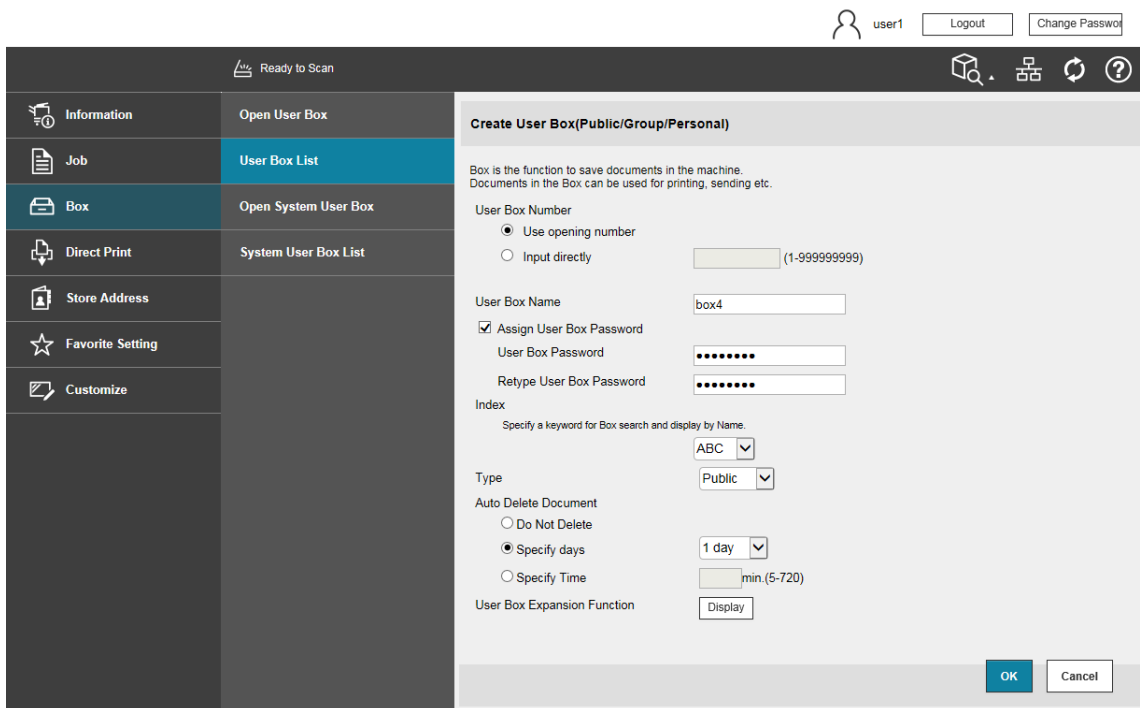 user1 Logout Change Passwor
Ready to Scan
Information
Job
Box
Direct Print
Store Address
Favorite Setting
Customize
Open User Box
User Box List
Open System User Box
System User Box List
Create User Box(Public/Group/Personal)
Box is the function to save documents in the machine.
Documents in the Box can be used for printing, sending etc.
User Box Number
Use opening number
Input directly (1-999999999)
User Box Name box4
Assign User Box Password
User Box Password ••••••••
Retype User Box Password ••••••••
Index
Specify a keyword for Box search and display by Name.
ABC
Type Public
Auto Delete Document
Do Not Delete
Specify days 1 day
Specify Time min.(5-720)
User Box Expansion Function Display
OK Cancel